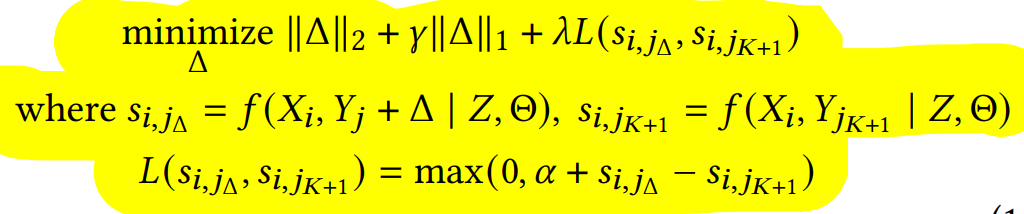 minimize ‖Δ‖₂ + γ‖Δ‖₁ + λL(s_{i,j_Δ}, s_{i,j_{K+1}})
Δ
where s_{i,j_Δ} = f(X_i, Y_j + Δ | Z, Θ), s_{i,j_{K+1}} = f(X_i, Y_{j_{K+1}} | Z, Θ)
L(s_{i,j_Δ}, s_{i,j_{K+1}}) = max(0, α + s_{i,j_Δ} − s_{i,j_{K+1}})